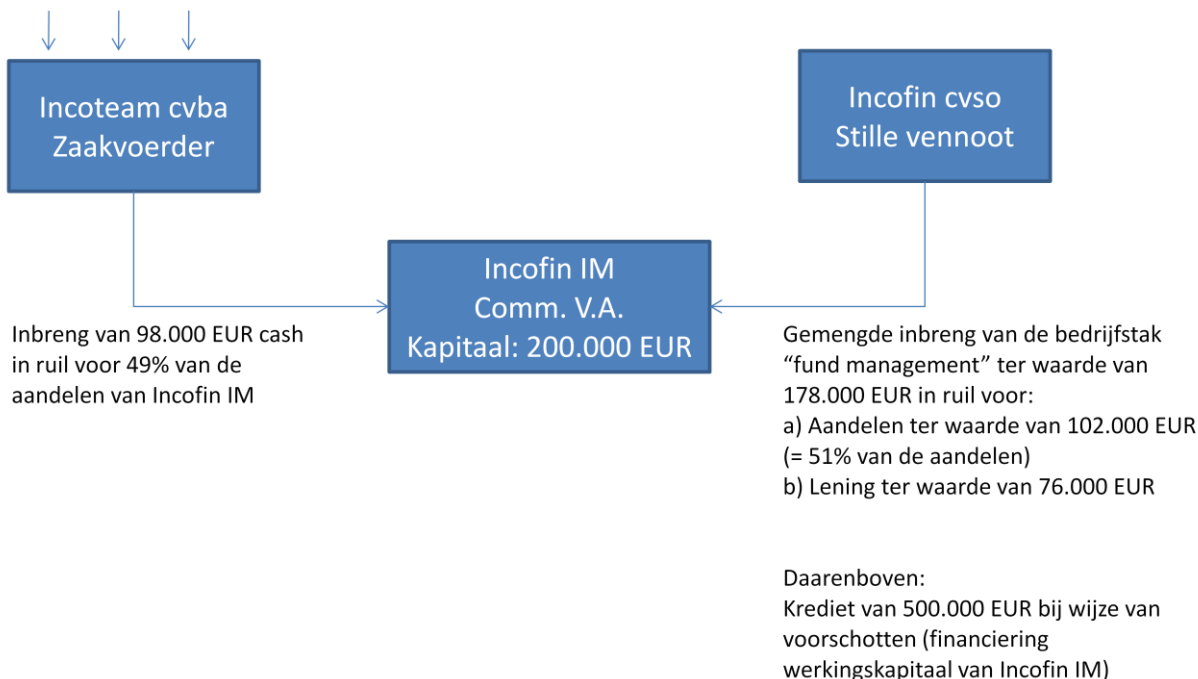 Incoteam cvba
Zaakvoerder
Incofin cvso
Stille vennoot
Incofin IM
Comm. V.A.
Kapitaal: 200.000 EUR
Inbreng van 98.000 EUR cash
in ruil voor 49% van de
aandelen van Incofin IM
Gemengde inbreng van de bedrijfstak
“fund management” ter waarde van
178.000 EUR in ruil voor:
a) Aandelen ter waarde van 102.000 EUR
(= 51% van de aandelen)
b) Lening ter waarde van 76.000 EUR
Daarenboven:
Krediet van 500.000 EUR bij wijze van
voorschotten (financiering
werkingskapitaal van Incofin IM)